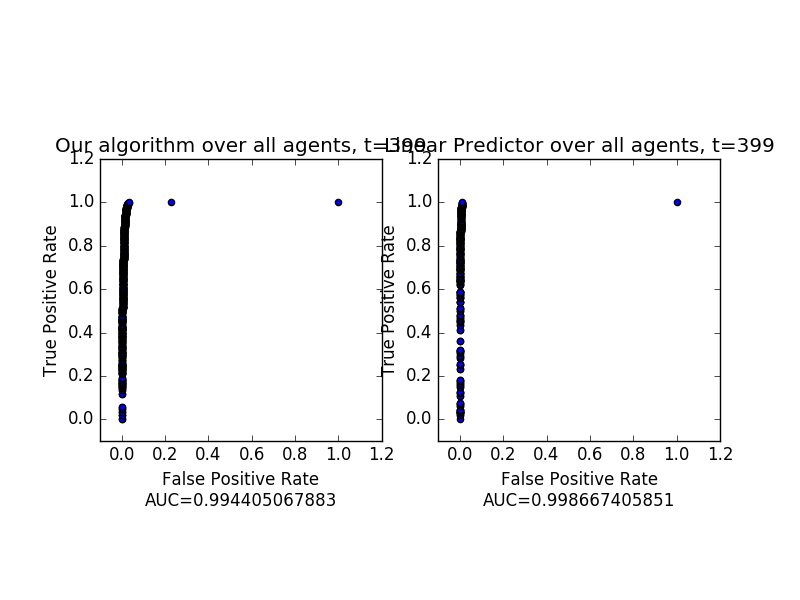 Our algorithm over all agents, t=399
Linear Predictor over all agents, t=399
1.2
1.0
0.8
0.6
0.4
0.2
0.0
True Positive Rate
0.0 0.2 0.4 0.6 0.8 1.0 1.2
False Positive Rate
AUC=0.994405067883
1.2
1.0
0.8
0.6
0.4
0.2
0.0
True Positive Rate
0.0 0.2 0.4 0.6 0.8 1.0 1.2
False Positive Rate
AUC=0.998667405851